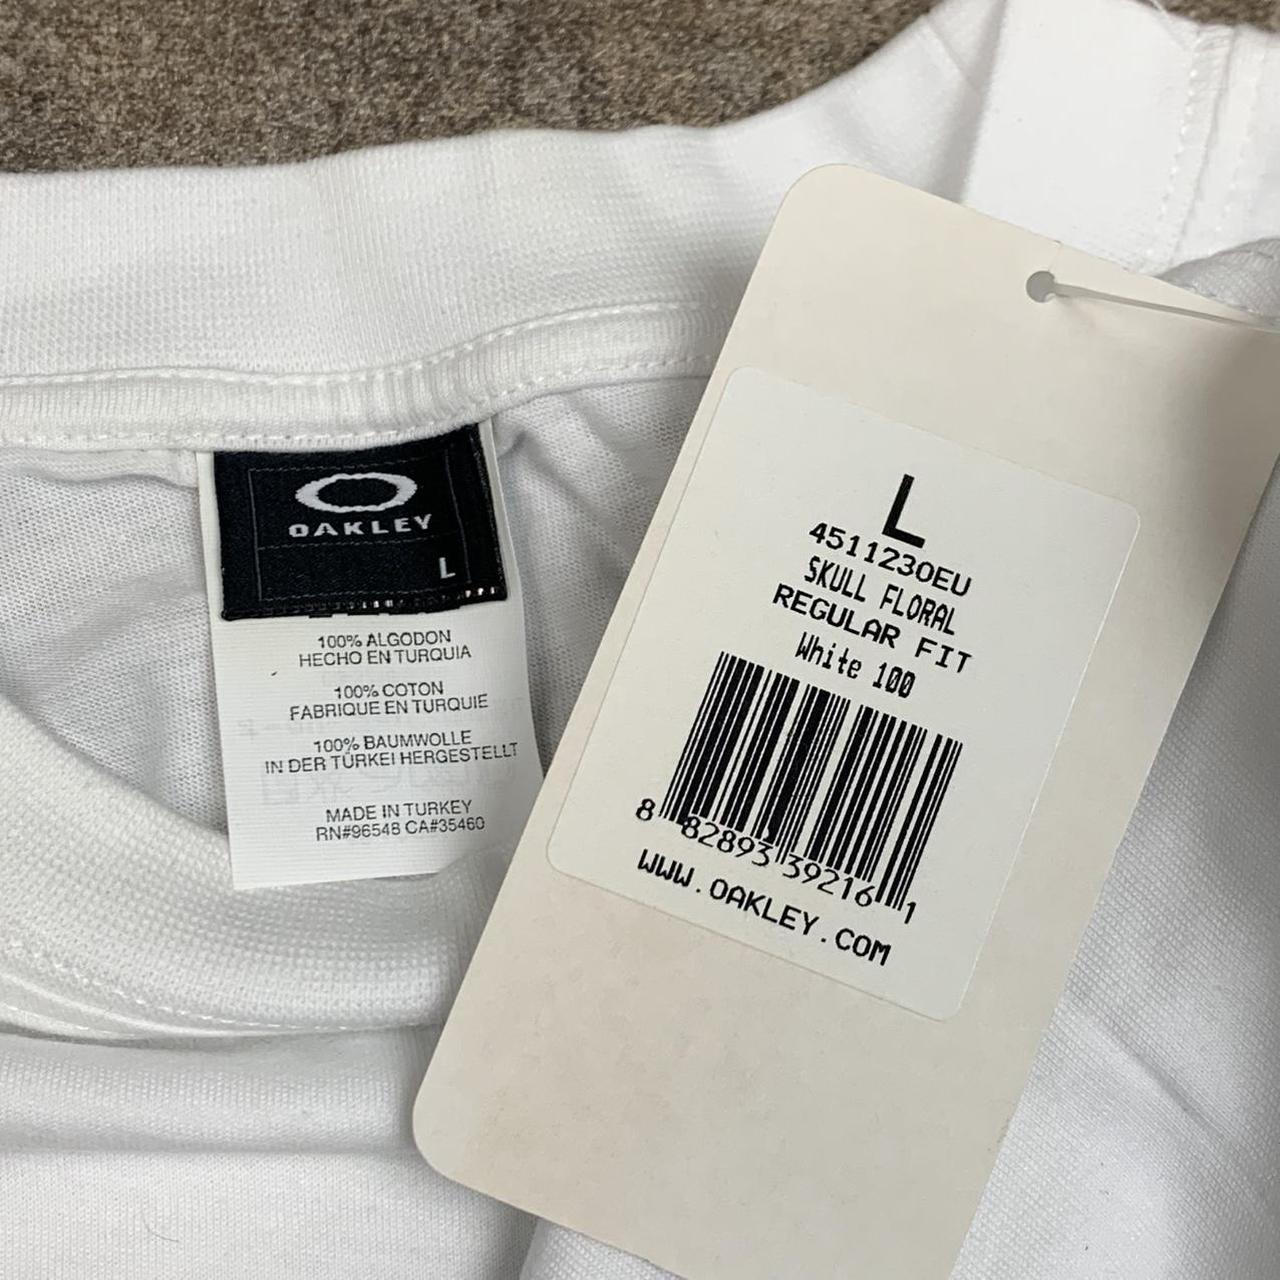 OAKLEY
L
100% ALGODON
HECHO EN TURQUIA
100% COTON
FABRIQUE EN TURQUIE
100% BAUMWOLLE
IN DER TÜRKEI HERGESTELLT
MADE IN TURKEY
RN#96548 CA#35460
L
4511230EU
SKULL FLORAL
REGULAR FIT
White 100
8 82893 39216 1
WWW.OAKLEY.COM